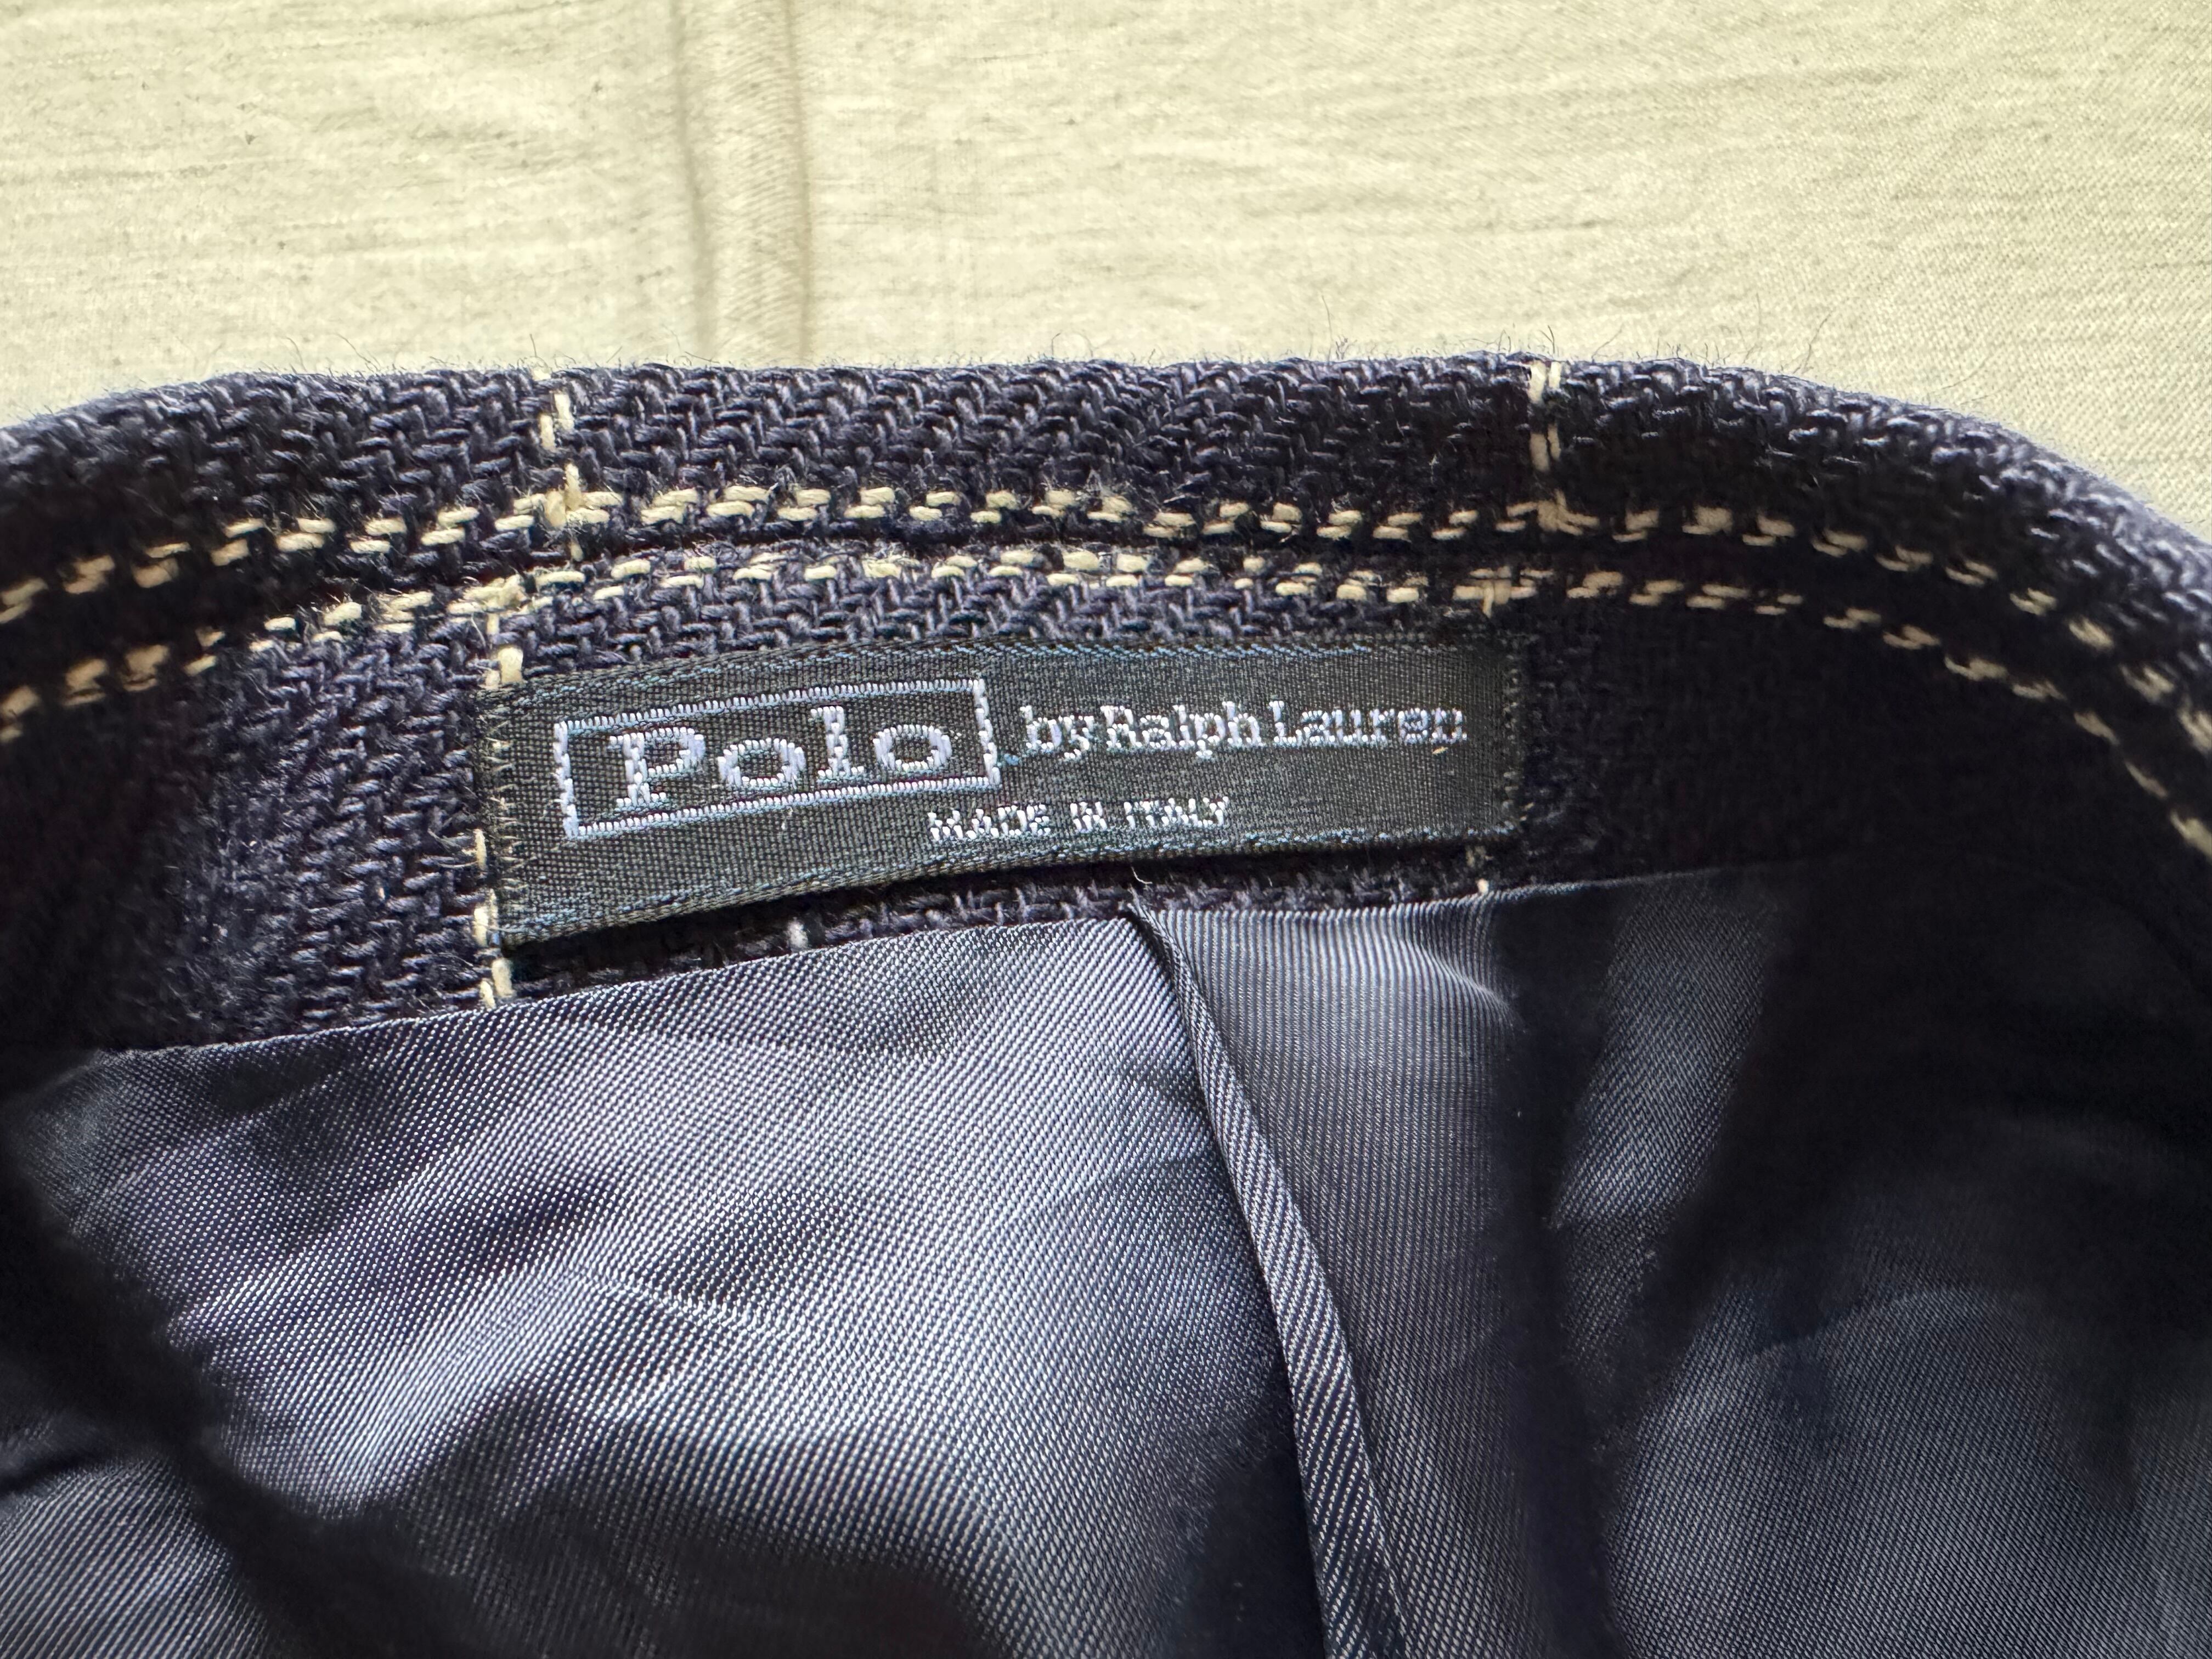 Polo by Ralph Lauren
MADE IN ITALY